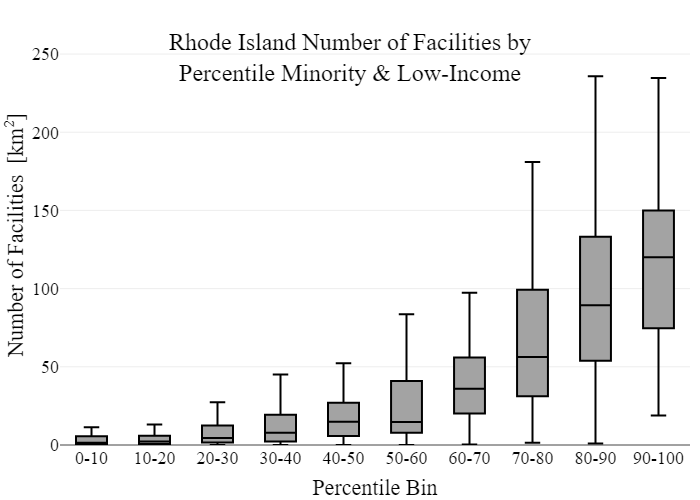 Rhode Island Number of Facilities by
Percentile Minority & Low-Income
Number of Facilities [km²]
250
200
150
100
50
0
0-10 10-20 20-30 30-40 40-50 50-60 60-70 70-80 80-90 90-100
Percentile Bin